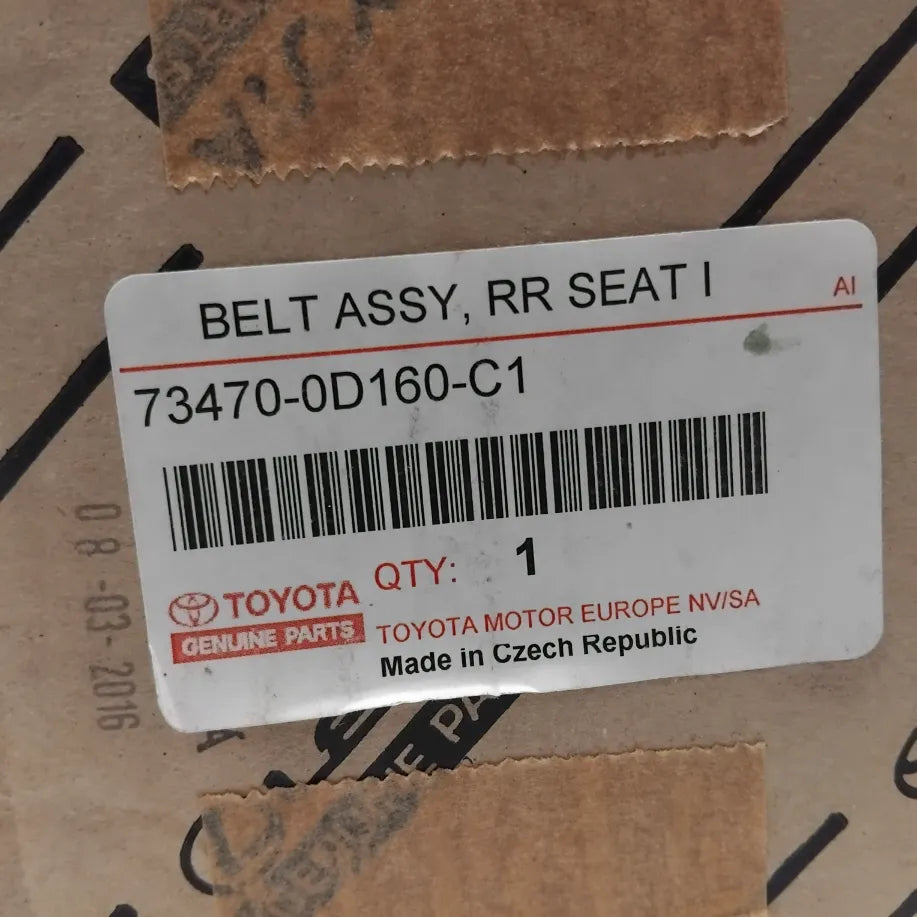 BELT ASSY, RR SEAT I
AI
73470-0D160-C1
QTY: 1
TOYOTA
GENUINE PARTS
TOYOTA MOTOR EUROPE NV/SA
Made in Czech Republic
08-03-2016